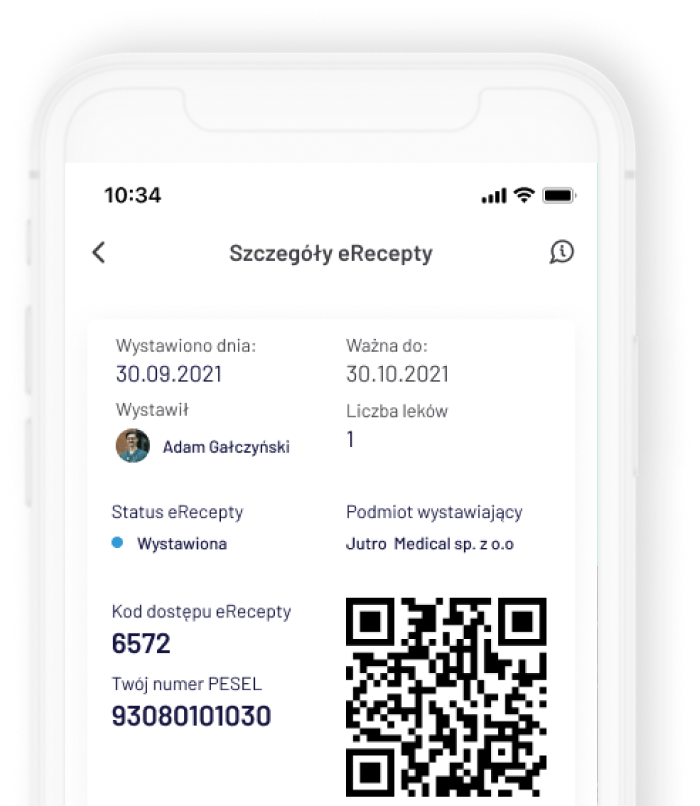 10:34
Szczegóły eRecepty
Wystawiono dnia:
30.09.2021
Ważna do:
30.10.2021
Wystawił
Adam Gałczyński
Liczba leków
1
Status eRecepty
Wystawiona
Podmiot wystawiający
Jutro Medical sp. z o.o
Kod dostępu eRecepty
6572
Twój numer PESEL
93080101030